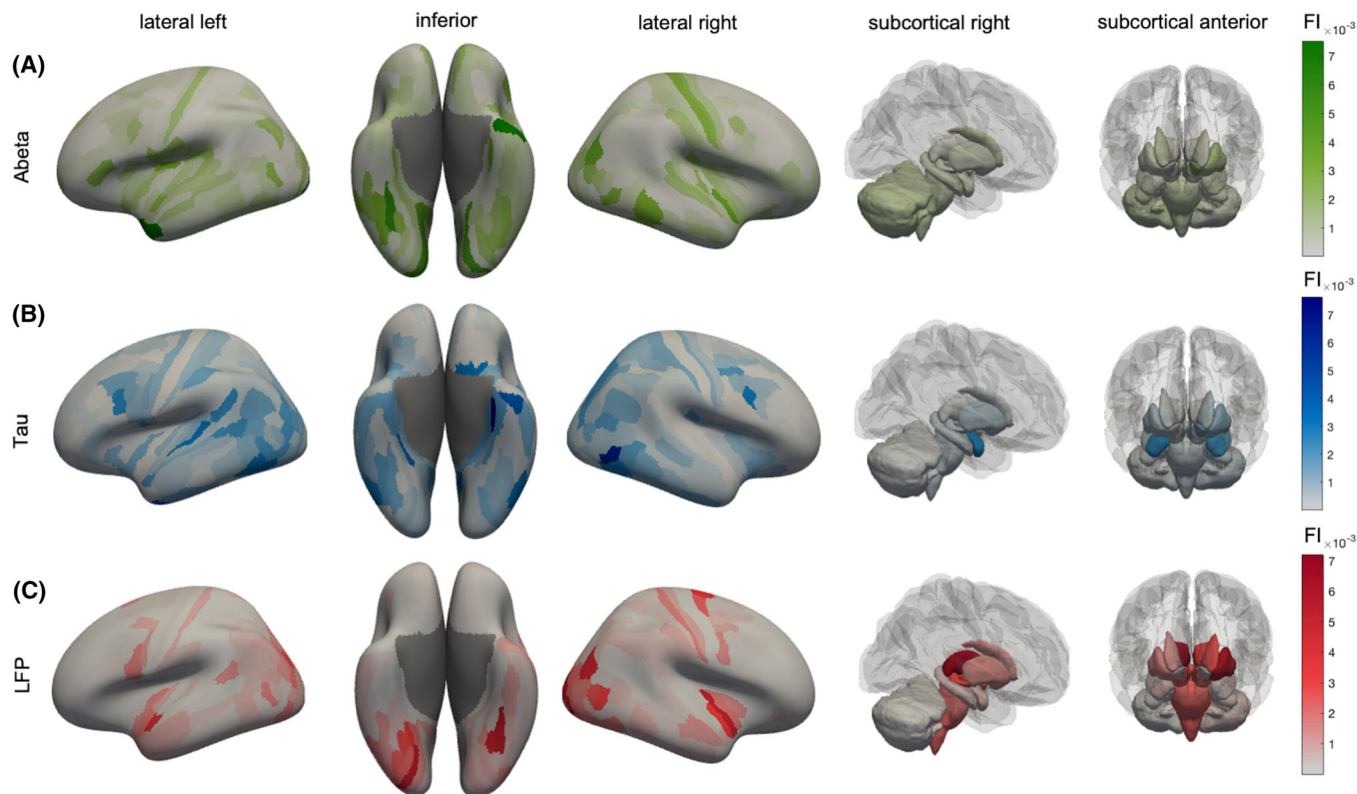 lateral left inferior lateral right subcortical right subcortical anterior FI ×10⁻³
(A)
Abeta
7
6
5
4
3
2
1
FI ×10⁻³
(B)
Tau
7
6
5
4
3
2
1
FI ×10⁻³
(C)
LFP
7
6
5
4
3
2
1